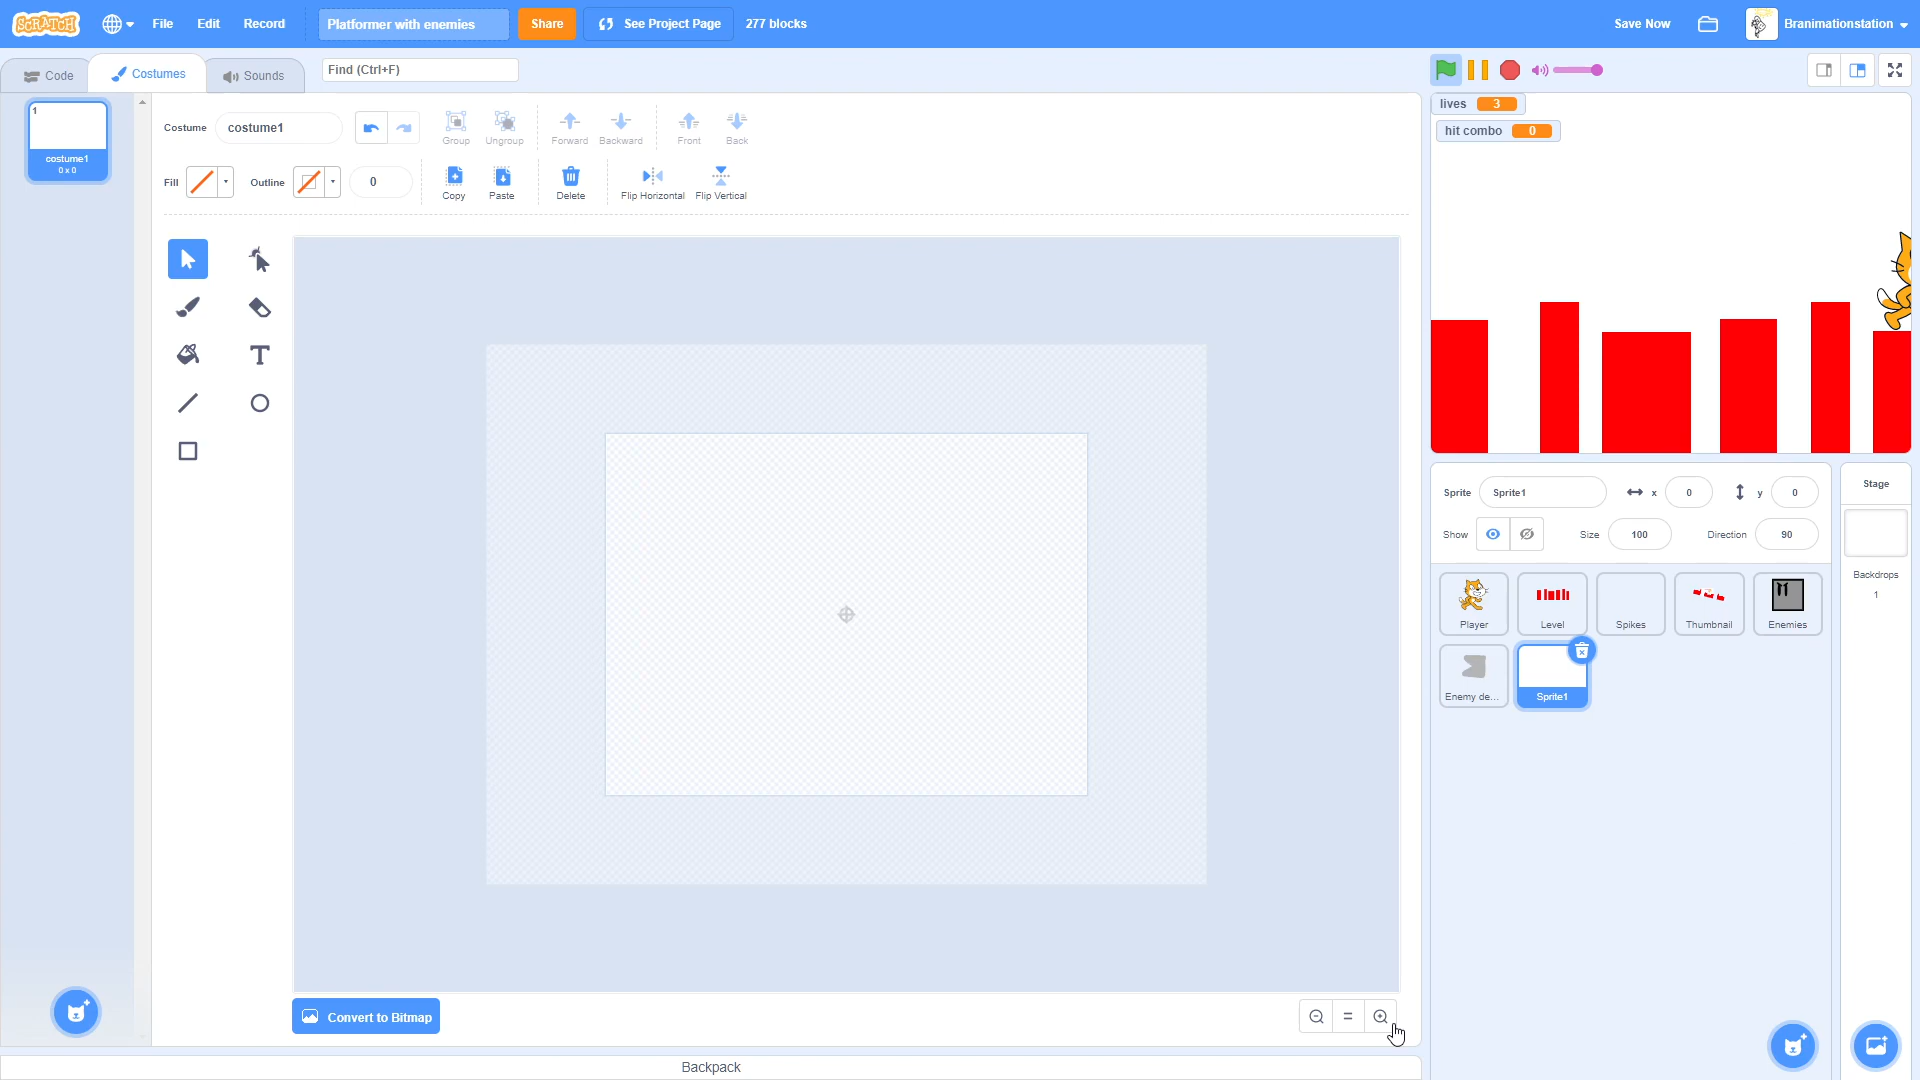 SCRATCH File Edit Record Platformer with enemies Share See Project Page 277 blocks Save Now Branimationstation
Code Costumes Sounds Find (Ctrl+F)
lives 3
hit combo 0
1
costume1
0 x 0
Costume costume1 Group Ungroup Forward Backward Front Back
Fill Outline 0 Copy Paste Delete Flip Horizontal Flip Vertical
T
Sprite Sprite1 x 0 y 0
Show Size 100 Direction 90
Stage
Backdrops
1
Player Level Spikes Thumbnail Enemies
Enemy de... Sprite1
Convert to Bitmap
Backpack